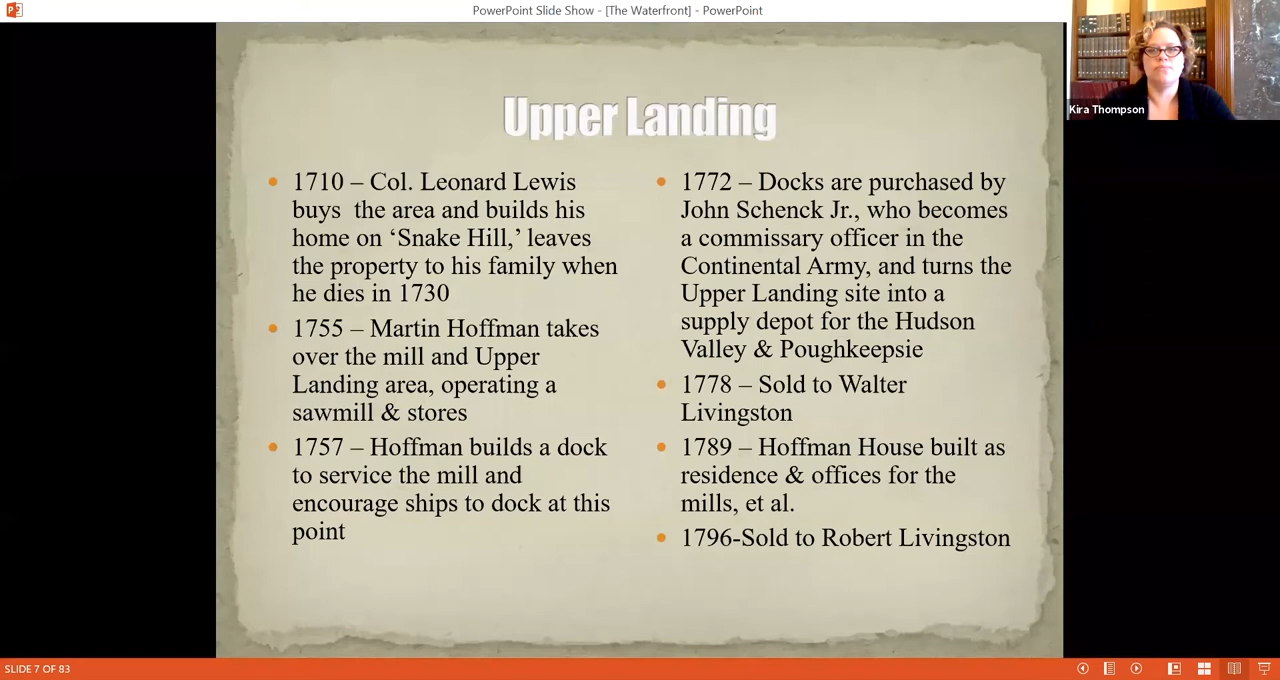 PowerPoint Slide Show - [The Waterfront] - PowerPoint
Kira Thompson
Upper Landing
1710 – Col. Leonard Lewis
buys  the area and builds his
home on ‘Snake Hill,’ leaves
the property to his family when
he dies in 1730
1755 – Martin Hoffman takes
over the mill and Upper
Landing area, operating a
sawmill & stores
1757 – Hoffman builds a dock
to service the mill and
encourage ships to dock at this
point
1772 – Docks are purchased by
John Schenck Jr., who becomes
a commissary officer in the
Continental Army, and turns the
Upper Landing site into a
supply depot for the Hudson
Valley & Poughkeepsie
1778 – Sold to Walter
Livingston
1789 – Hoffman House built as
residence & offices for the
mills, et al.
1796-Sold to Robert Livingston
SLIDE 7 OF 83